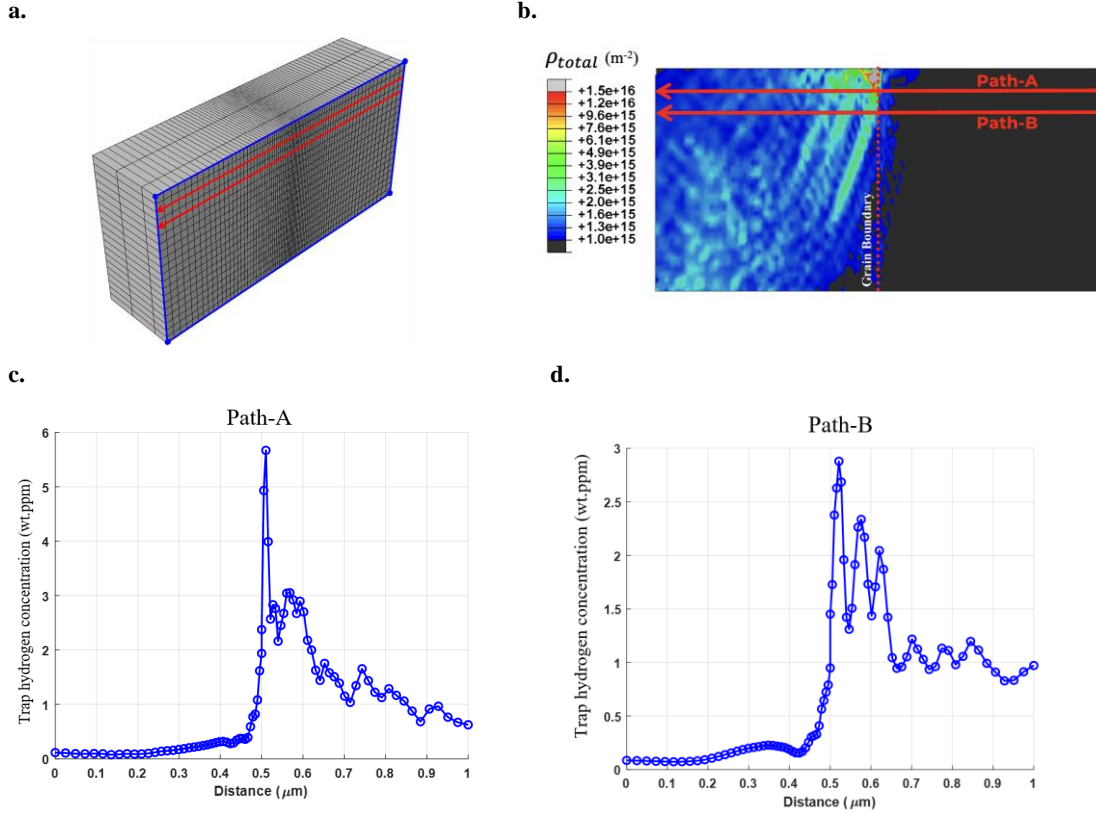 a.
b.
ρtotal (m⁻²)
+1.5e+16
+1.2e+16
+9.6e+15
+7.6e+15
+6.1e+15
+4.9e+15
+3.9e+15
+3.1e+15
+2.5e+15
+2.0e+15
+1.6e+15
+1.3e+15
+1.0e+15
Path-A
Path-B
Grain Boundary
c.
Path-A
Trap hydrogen concentration (wt.ppm)
6
5
4
3
2
1
0
0 0.1 0.2 0.3 0.4 0.5 0.6 0.7 0.8 0.9 1
Distance (μm)
d.
Path-B
Trap hydrogen concentration (wt.ppm)
3
2.5
2
1.5
1
0.5
0
0 0.1 0.2 0.3 0.4 0.5 0.6 0.7 0.8 0.9 1
Distance (μm)